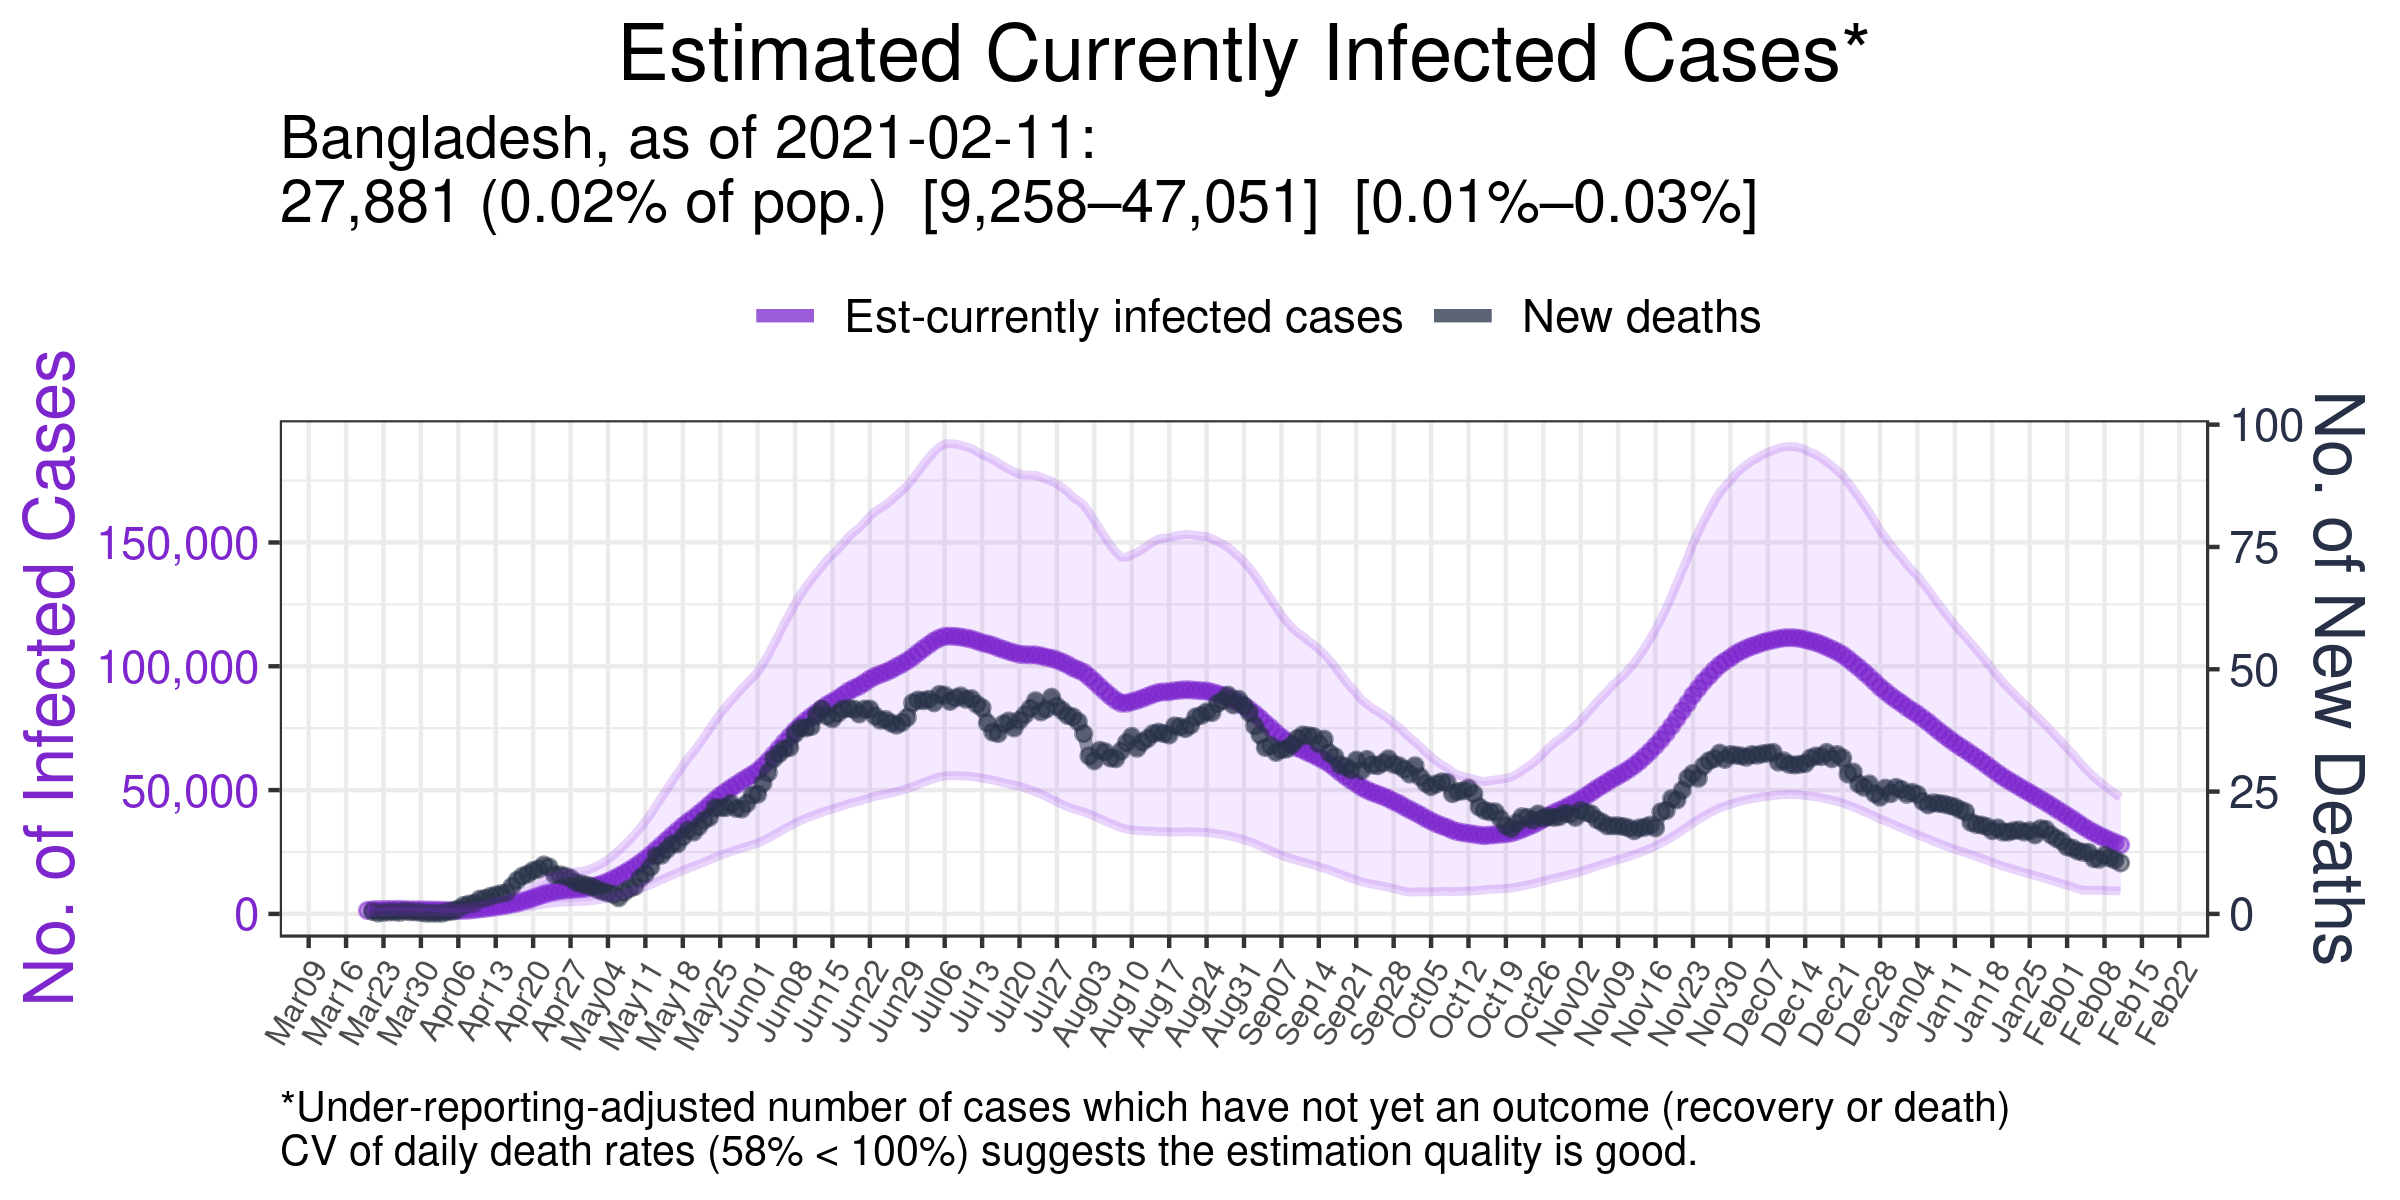 Estimated Currently Infected Cases*
Bangladesh, as of 2021-02-11:
27,881 (0.02% of pop.)  [9,258–47,051]  [0.01%–0.03%]
Est-currently infected cases
New deaths
No. of Infected Cases
150,000
100,000
50,000
0
100
75
50
25
0
No. of New Deaths
Mar09
Mar16
Mar23
Mar30
Apr06
Apr13
Apr20
Apr27
May04
May11
May18
May25
Jun01
Jun08
Jun15
Jun22
Jun29
Jul06
Jul13
Jul20
Jul27
Aug03
Aug10
Aug17
Aug24
Aug31
Sep07
Sep14
Sep21
Sep28
Oct05
Oct12
Oct19
Oct26
Nov02
Nov09
Nov16
Nov23
Nov30
Dec07
Dec14
Dec21
Dec28
Jan04
Jan11
Jan18
Jan25
Feb01
Feb08
Feb15
Feb22
*Under-reporting-adjusted number of cases which have not yet an outcome (recovery or death)
CV of daily death rates (58% < 100%) suggests the estimation quality is good.